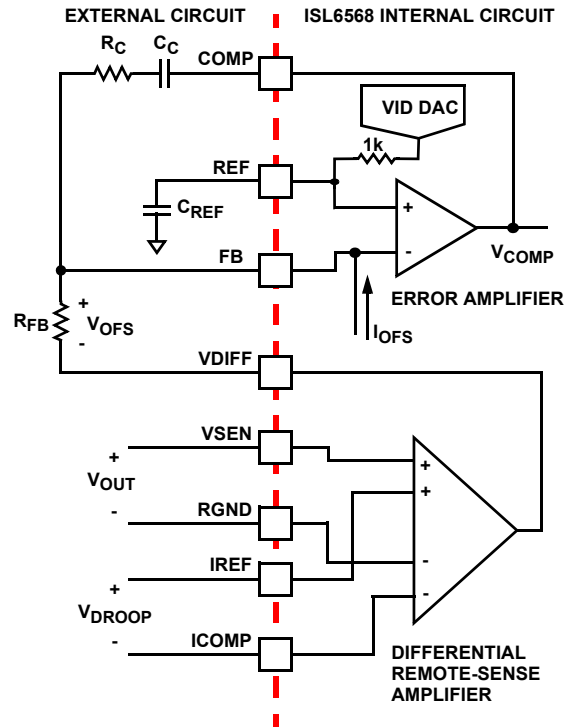 EXTERNAL CIRCUIT
ISL6568 INTERNAL CIRCUIT
RC
CC
COMP
VID DAC
1k
REF
CREF
+
-
VCOMP
FB
ERROR AMPLIFIER
IOFS
RFB
+
VOFS
-
VDIFF
VSEN
+
VOUT
-
RGND
IREF
+
VDROOP
-
ICOMP
+
+
-
-
DIFFERENTIAL
REMOTE-SENSE
AMPLIFIER